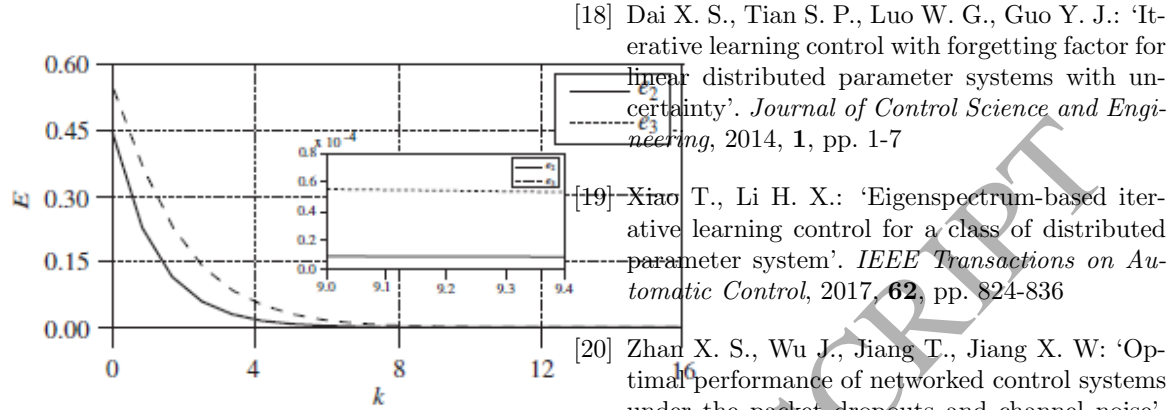 0.60
0.45
0.30
0.15
0.00
E
0 4 8 12 16
k
e₂
e₃
x 10⁻⁴
0.8
0.6
0.4
0.2
0.0
9.0 9.1 9.2 9.3 9.4
[18] Dai X. S., Tian S. P., Luo W. G., Guo Y. J.: ‘It-
erative learning control with forgetting factor for
linear distributed parameter systems with un-
certainty’. Journal of Control Science and Engi-
neering, 2014, 1, pp. 1-7
[19] Xiao T., Li H. X.: ‘Eigenspectrum-based iter-
ative learning control for a class of distributed
parameter system’. IEEE Transactions on Au-
tomatic Control, 2017, 62, pp. 824-836
[20] Zhan X. S., Wu J., Jiang T., Jiang X. W: ‘Op-
timal performance of networked control systems
under the packet dropouts and channel noise’.
CRIPT